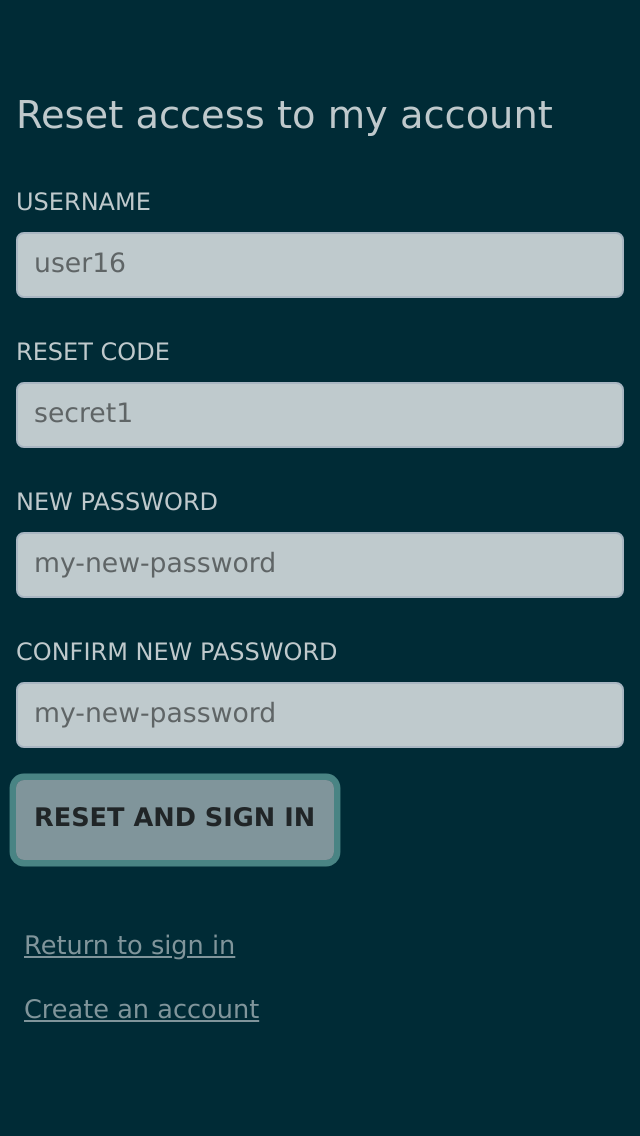 Reset access to my account
USERNAME
user16
RESET CODE
secret1
NEW PASSWORD
my-new-password
CONFIRM NEW PASSWORD
my-new-password
RESET AND SIGN IN
Return to sign in
Create an account